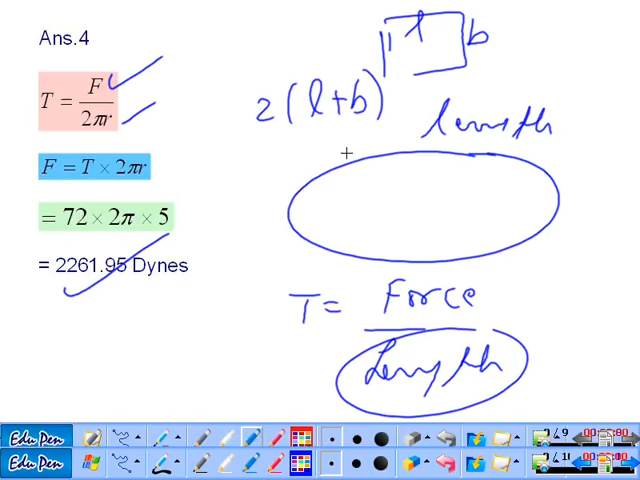 Ans.4
T = F / 2πr
F = T × 2πr
= 72 × 2π × 5
= 2261.95 Dynes
l
b
2 (l+b)
length
T = Force / Length
Edu Pen
Edu Pen